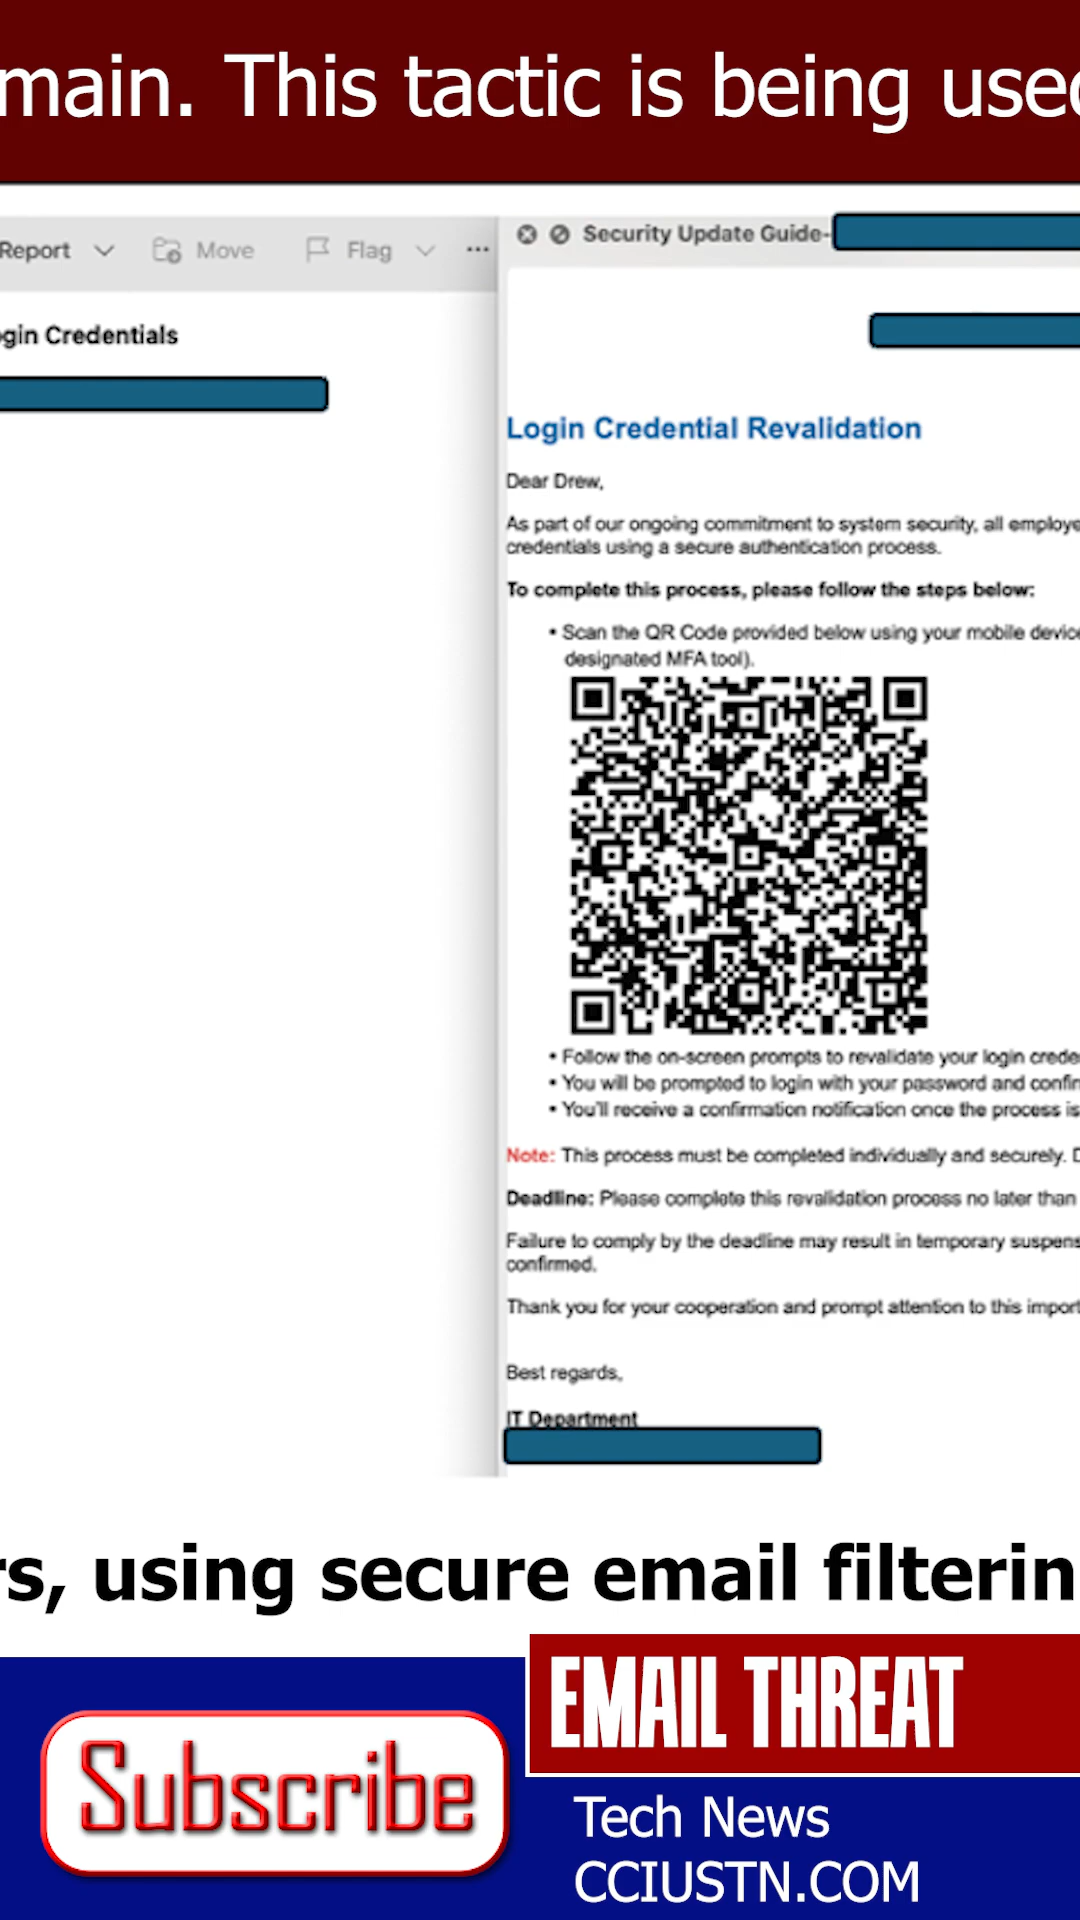 main. This tactic is being used
Report
Move
Flag
Security Update Guide-
gin Credentials
Login Credential Revalidation
Dear Drew,
As part of our ongoing commitment to system security, all employe
credentials using a secure authentication process.
To complete this process, please follow the steps below:
• Scan the QR Code provided below using your mobile device
designated MFA tool).
• Follow the on-screen prompts to revalidate your login crede
• You will be prompted to login with your password and confir
• You'll receive a confirmation notification once the process is
Note: This process must be completed individually and securely. D
Deadline: Please complete this revalidation process no later than
Failure to comply by the deadline may result in temporary suspens
confirmed.
Thank you for your cooperation and prompt attention to this import
Best regards,
IT Department
rs, using secure email filterin
EMAIL THREAT
Subscribe
Tech News
CCIUSTN.COM